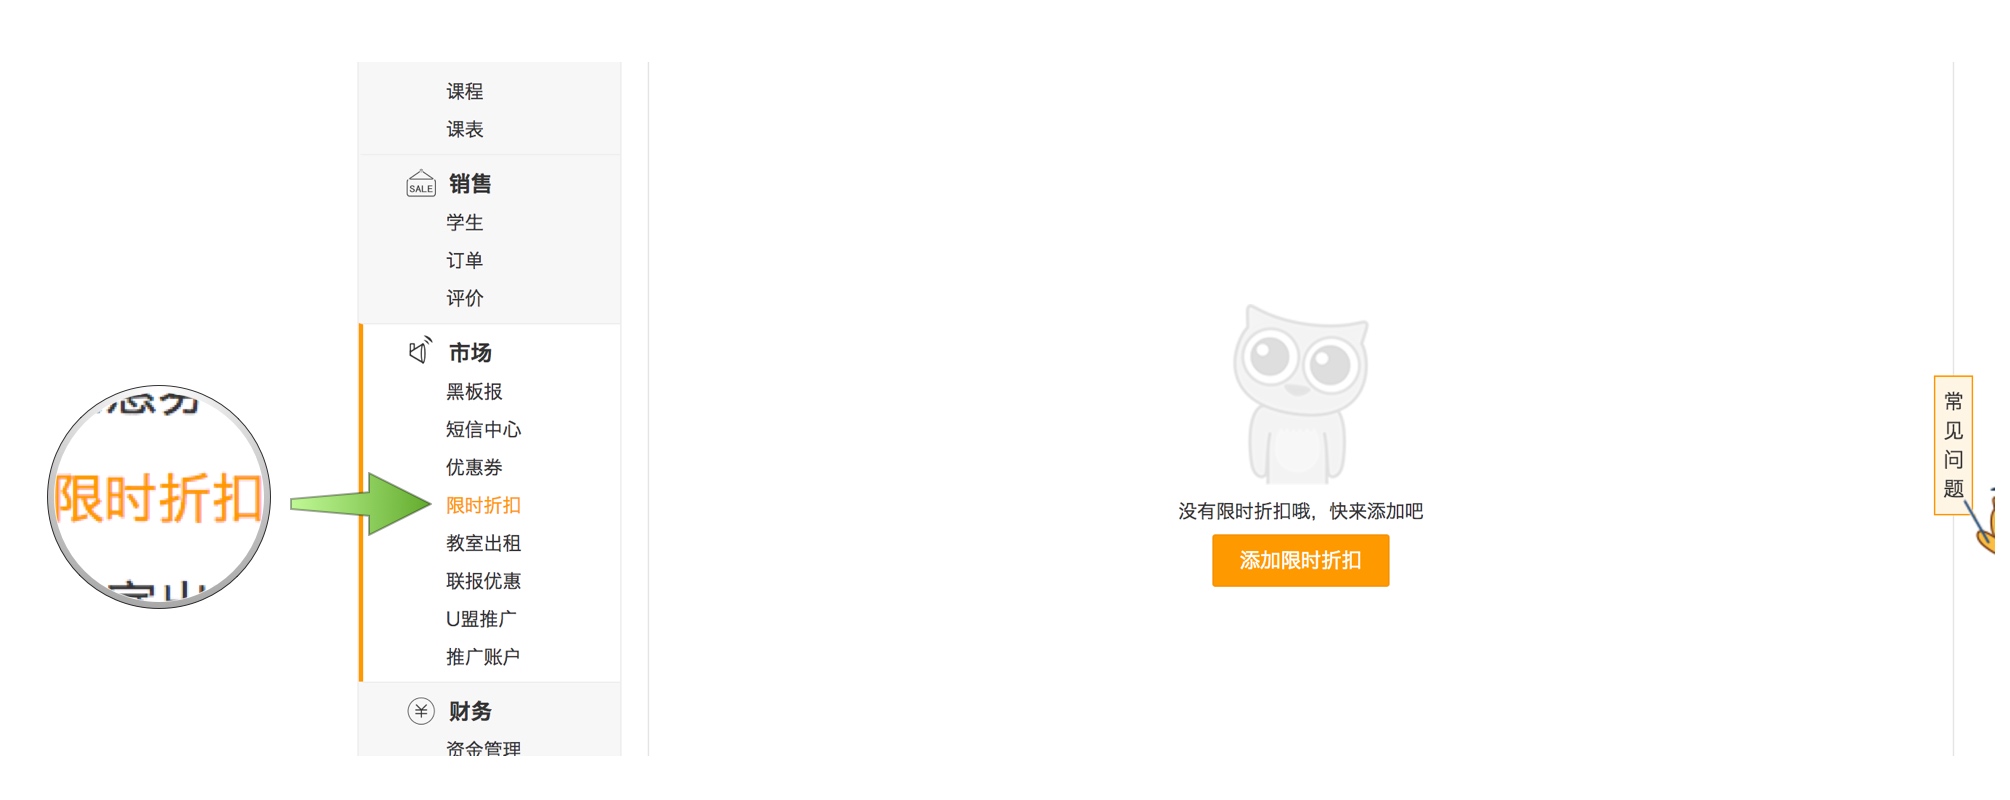 课程
课表
SALE 销售
学生
订单
评价
市场
黑板报
短信中心
优惠券
限时折扣
教室出租
联报优惠
U盟推广
推广账户
¥ 财务
资金管理
限时折扣
没有限时折扣哦，快来添加吧
添加限时折扣
常见问题